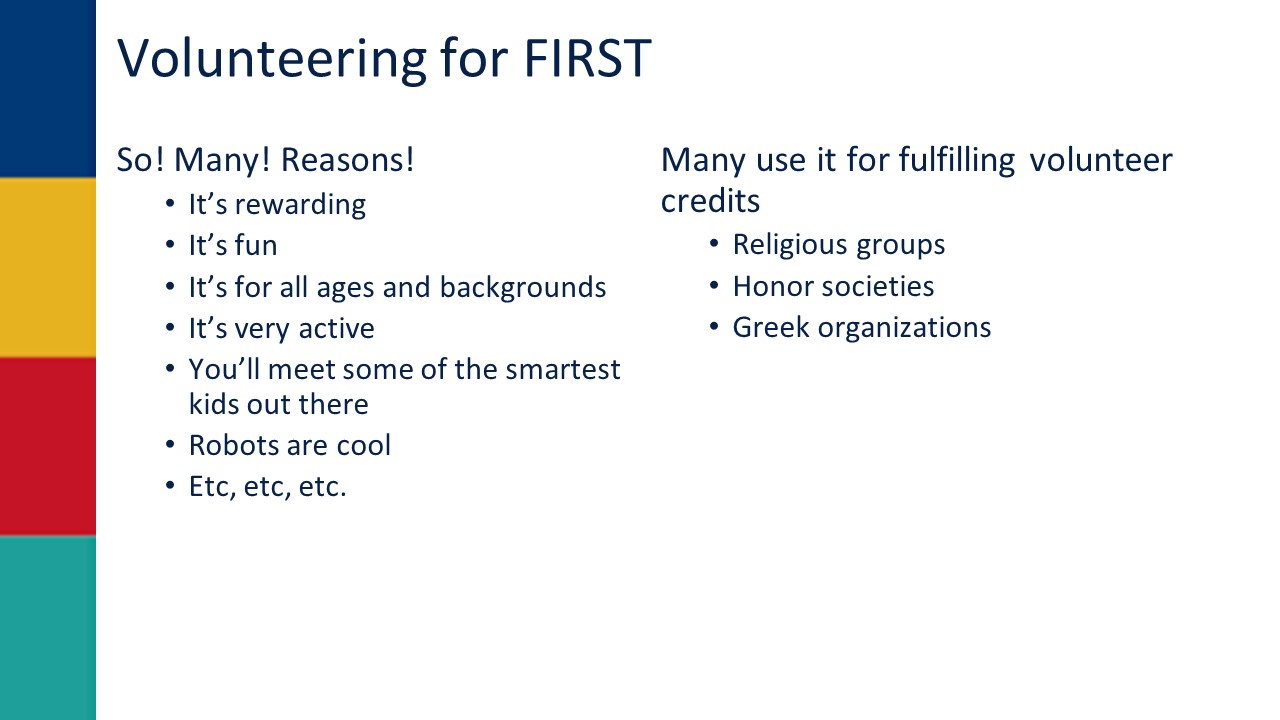 Volunteering for FIRST
So! Many! Reasons!
• It’s rewarding
• It’s fun
• It’s for all ages and backgrounds
• It’s very active
• You’ll meet some of the smartest
kids out there
• Robots are cool
• Etc, etc, etc.
Many use it for fulfilling volunteer
credits
• Religious groups
• Honor societies
• Greek organizations